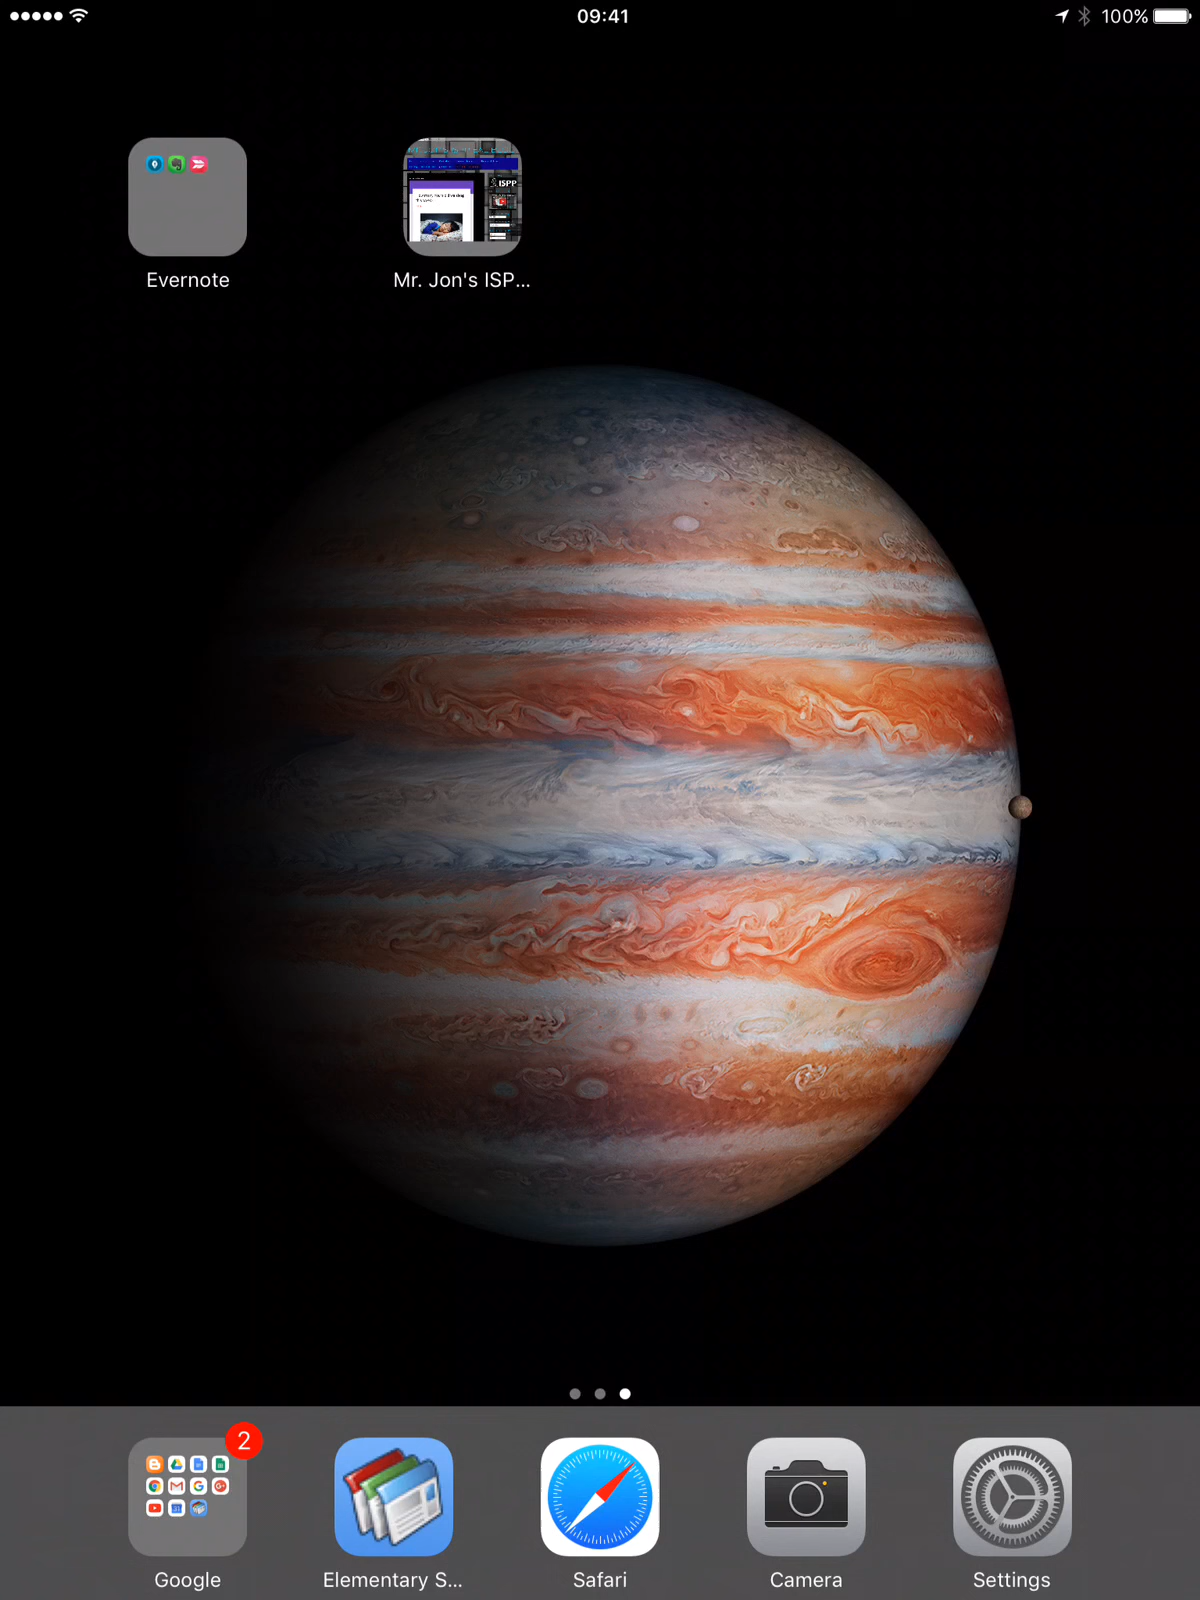 09:41
100%
Evernote
Mr. Jon's ISP...
ISPP
2
Google
Elementary S...
Safari
Camera
Settings